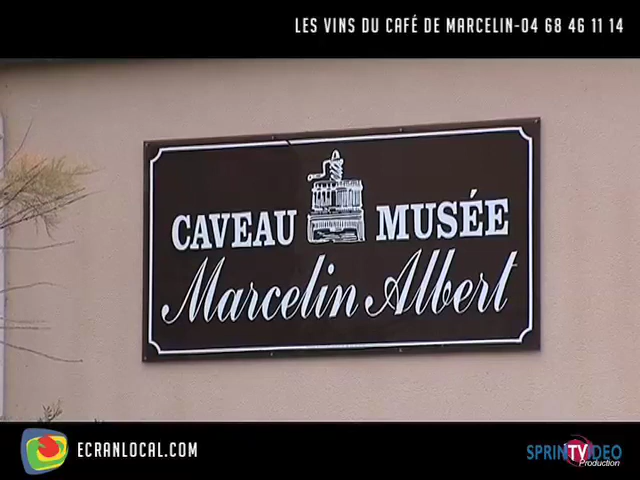 LES VINS DU CAFÉ DE MARCELIN-04 68 46 11 14
CAVEAU MUSÉE
Marcelin Albert
ECRANLOCAL.COM
SPRINTVIDEO
Production